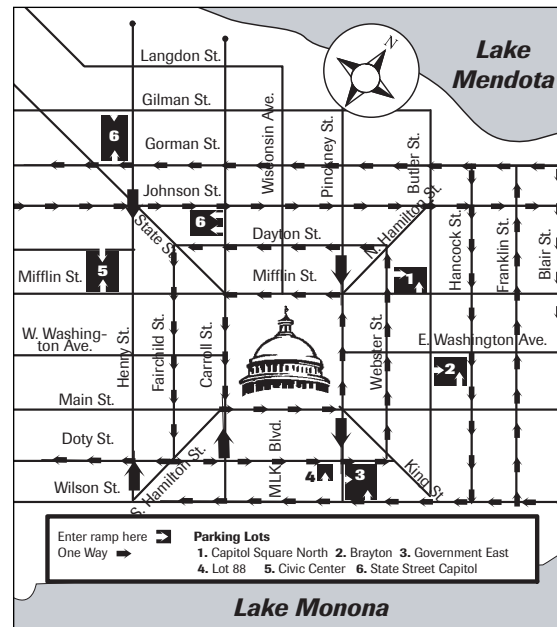 Lake
Mendota
N
Langdon St.
Gilman St.
Gorman St.
Johnson St.
Wisconsin Ave.
Pinckney St.
Butler St.
N. Hamilton St.
6
State St.
6
Dayton St.
Hancock St.
Franklin St.
Blair St.
Mifflin St.
5
Mifflin St.
1
W. Washing-
ton Ave.
Henry St.
Fairchild St.
Carroll St.
Webster St.
E. Washington Ave.
2
Main St.
Doty St.
Wilson St.
S. Hamilton St.
MLK Blvd.
4
3
King St
Enter ramp here
One Way
Parking Lots
1. Capitol Square North 2. Brayton 3. Government East
4. Lot 88 5. Civic Center 6. State Street Capitol
Lake Monona